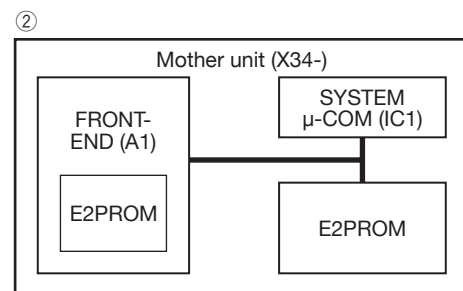 ②
Mother unit (X34-)
FRONT-
END (A1)
E2PROM
SYSTEM
µ-COM (IC1)
E2PROM